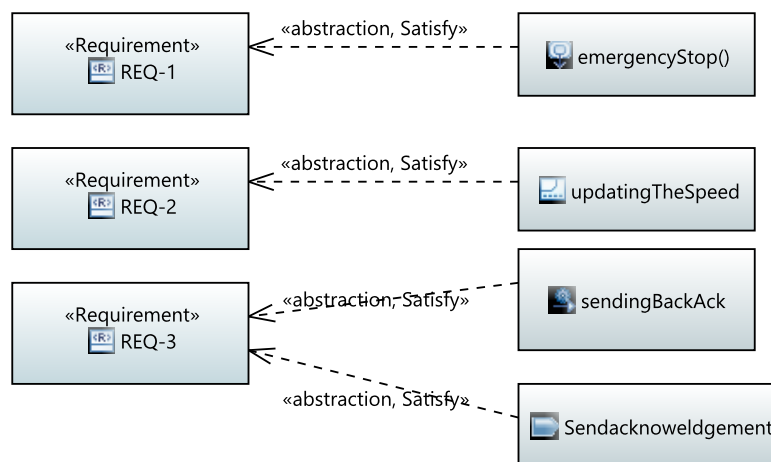 «Requirement»
REQ-1
«abstraction, Satisfy»
emergencyStop()
«Requirement»
REQ-2
«abstraction, Satisfy»
updatingTheSpeed
«Requirement»
REQ-3
«abstraction, Satisfy»
sendingBackAck
«abstraction, Satisfy»
Sendacknoweldgement